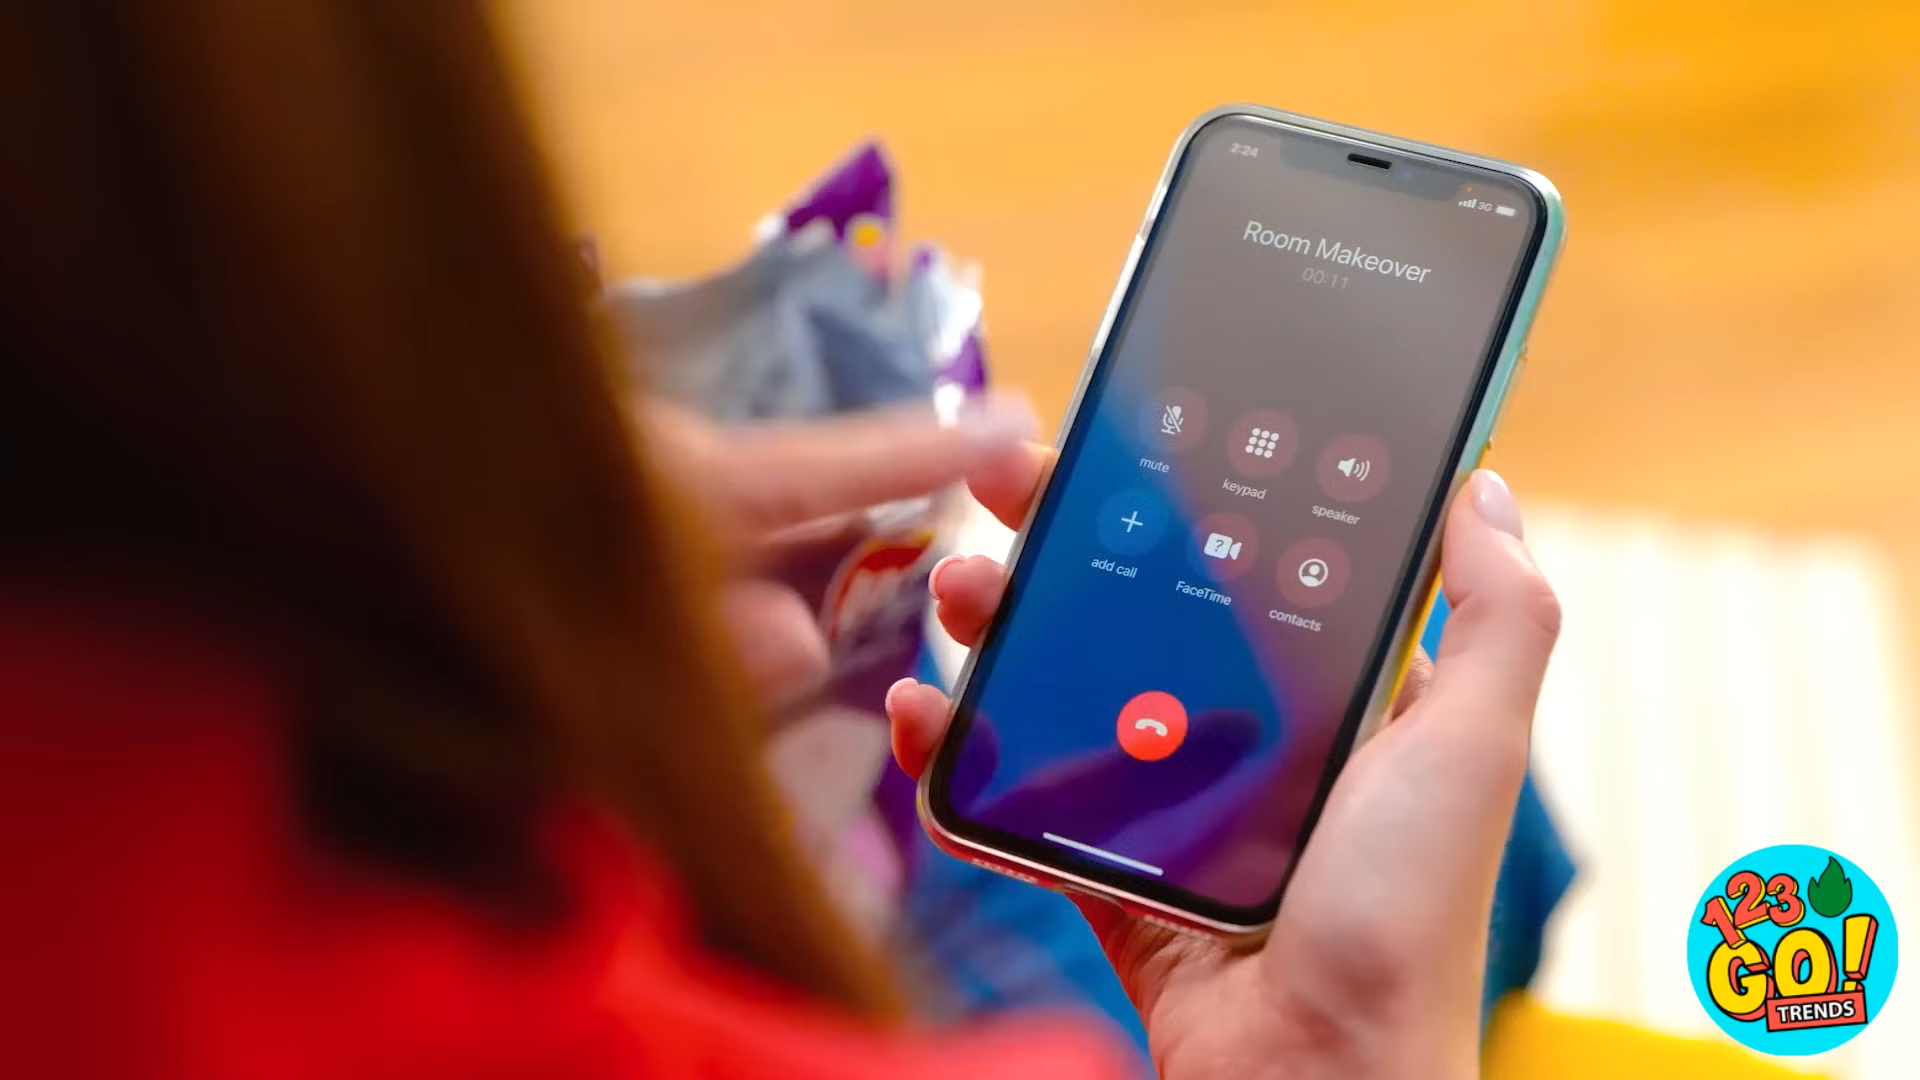 2:24
3G
Room Makeover
00:11
mute
keypad
speaker
add call
FaceTime
contacts
123
GO!
TRENDS